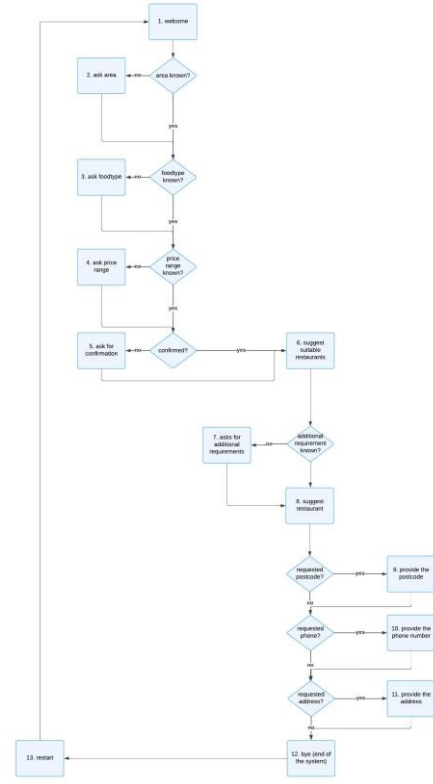 1. welcome
2. ask area
no
area known?
yes
3. ask foodtype
no
foodtype
known?
yes
4. ask price
range
no
price
range
known?
yes
5. ask for
confirmation
no
confirmed?
yes
6. suggest
suitable
restaurants
7. asks for
additional
requirements
no
additional
requirement
known?
8. suggest
restaurant
requested
postcode?
yes
9. provide the
postcode
no
requested
phone?
yes
10. provide the
phone number
no
requested
address?
yes
11. provide the
address
no
13. restart
12. bye (end of
the system)